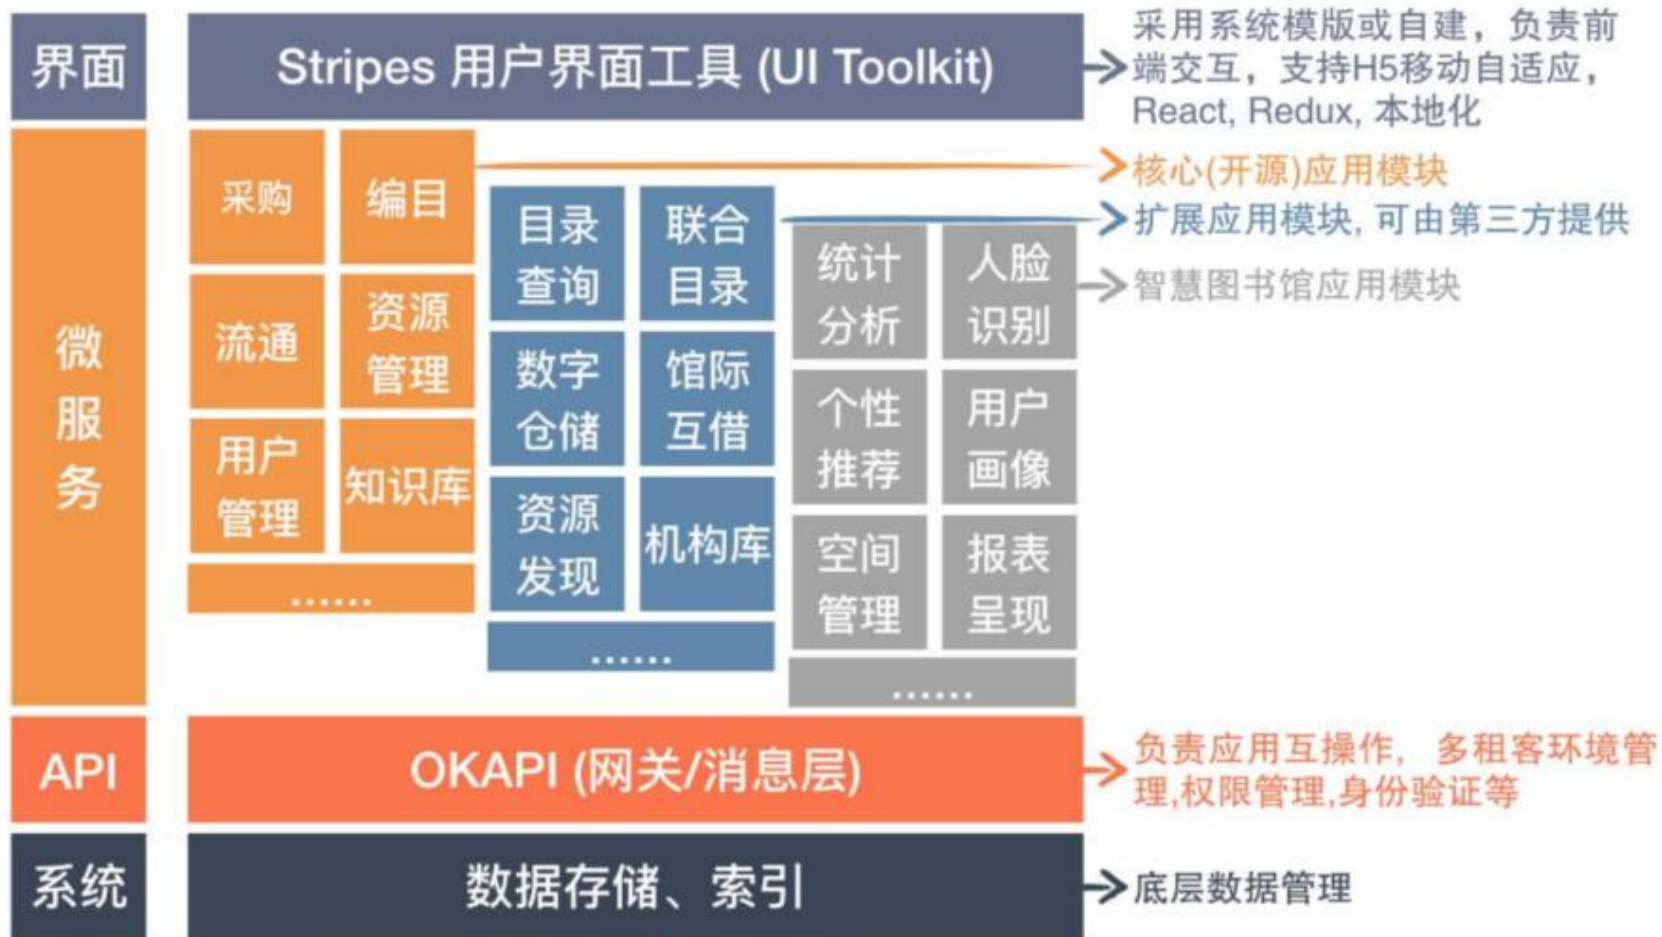 界面
Stripes 用户界面工具 (UI Toolkit)
采用系统模版或自建，负责前
端交互，支持H5移动自适应，
React, Redux, 本地化
微
服
务
采购
编目
流通
资源
管理
用户
管理
知识库
......
核心(开源)应用模块
目录
查询
联合
目录
数字
仓储
馆际
互借
资源
发现
机构库
......
扩展应用模块, 可由第三方提供
统计
分析
人脸
识别
个性
推荐
用户
画像
空间
管理
报表
呈现
......
智慧图书馆应用模块
API
OKAPI (网关/消息层)
负责应用互操作， 多租客环境管
理,权限管理,身份验证等
系统
数据存储、索引
底层数据管理